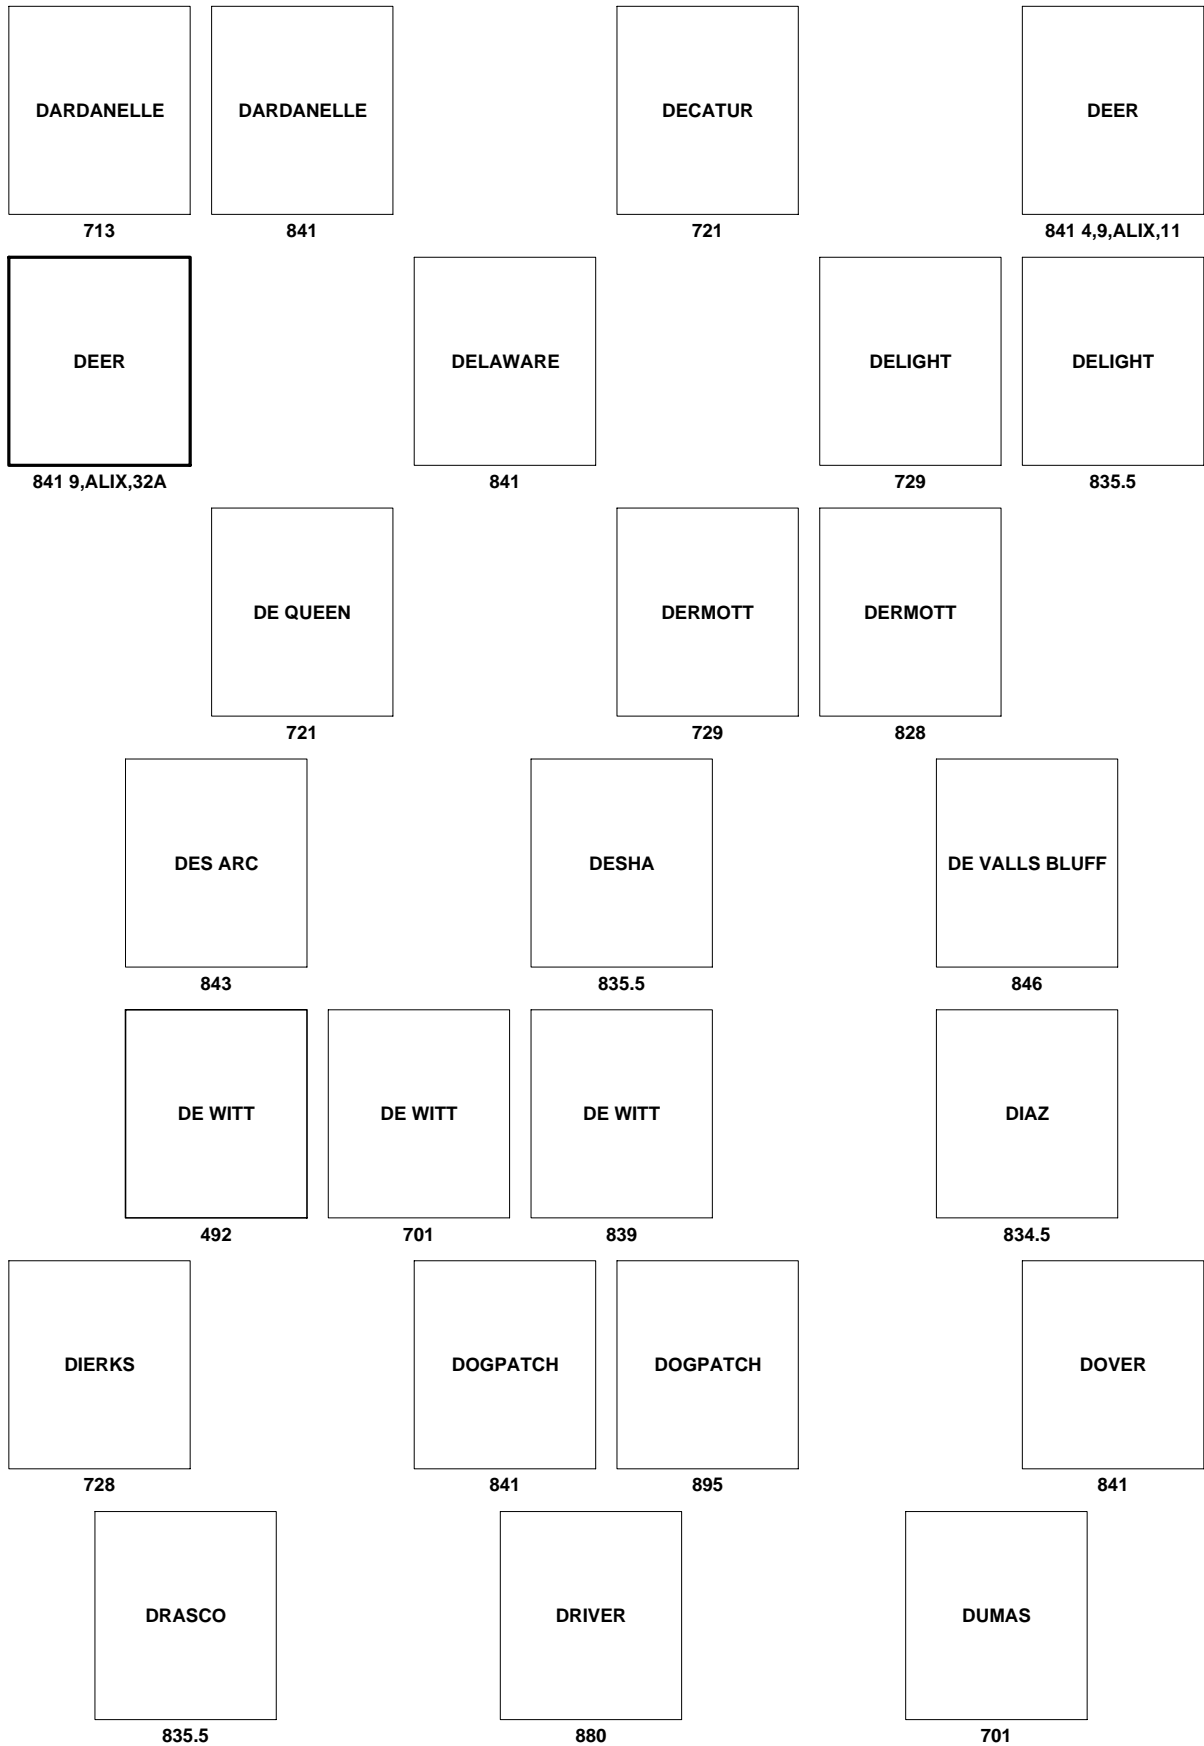 DARDANELLE DARDANELLE DECATUR DEER
713 841 721 841 4,9,ALIX,11
DEER DELAWARE DELIGHT DELIGHT
841 9,ALIX,32A 841 729 835.5
DE QUEEN DERMOTT DERMOTT
721 729 828
DES ARC DESHA DE VALLS BLUFF
843 835.5 846
DE WITT DE WITT DE WITT DIAZ
492 701 839 834.5
DIERKS DOGPATCH DOGPATCH DOVER
728 841 895 841
DRASCO DRIVER DUMAS
835.5 880 701